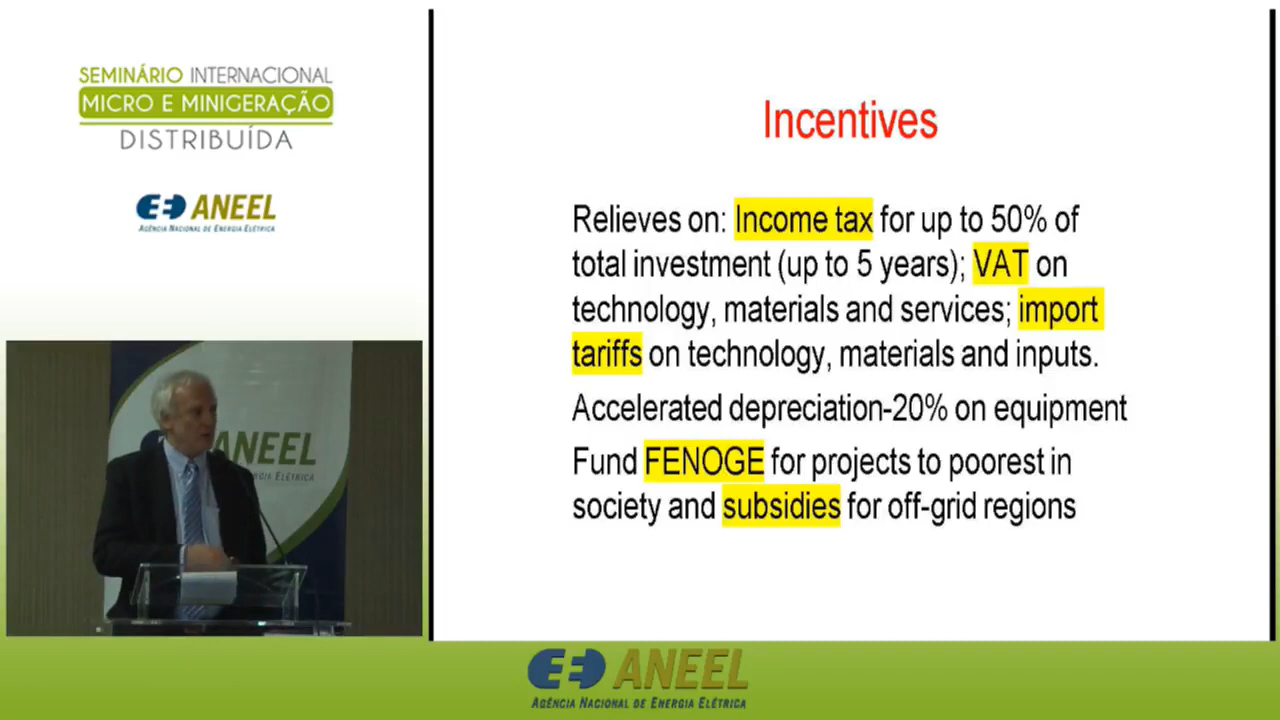 SEMINÁRIO INTERNACIONAL
MICRO E MINIGERAÇÃO
DISTRIBUÍDA
ANEEL
AGÊNCIA NACIONAL DE ENERGIA ELÉTRICA
Incentives
Relieves on: Income tax for up to 50% of
total investment (up to 5 years); VAT on
technology, materials and services; import
tariffs on technology, materials and inputs.
Accelerated depreciation-20% on equipment
Fund FENOGE for projects to poorest in
society and subsidies for off-grid regions
ANEEL
ENERGIA ELÉTRICA
ANEEL
AGÊNCIA NACIONAL DE ENERGIA ELÉTRICA